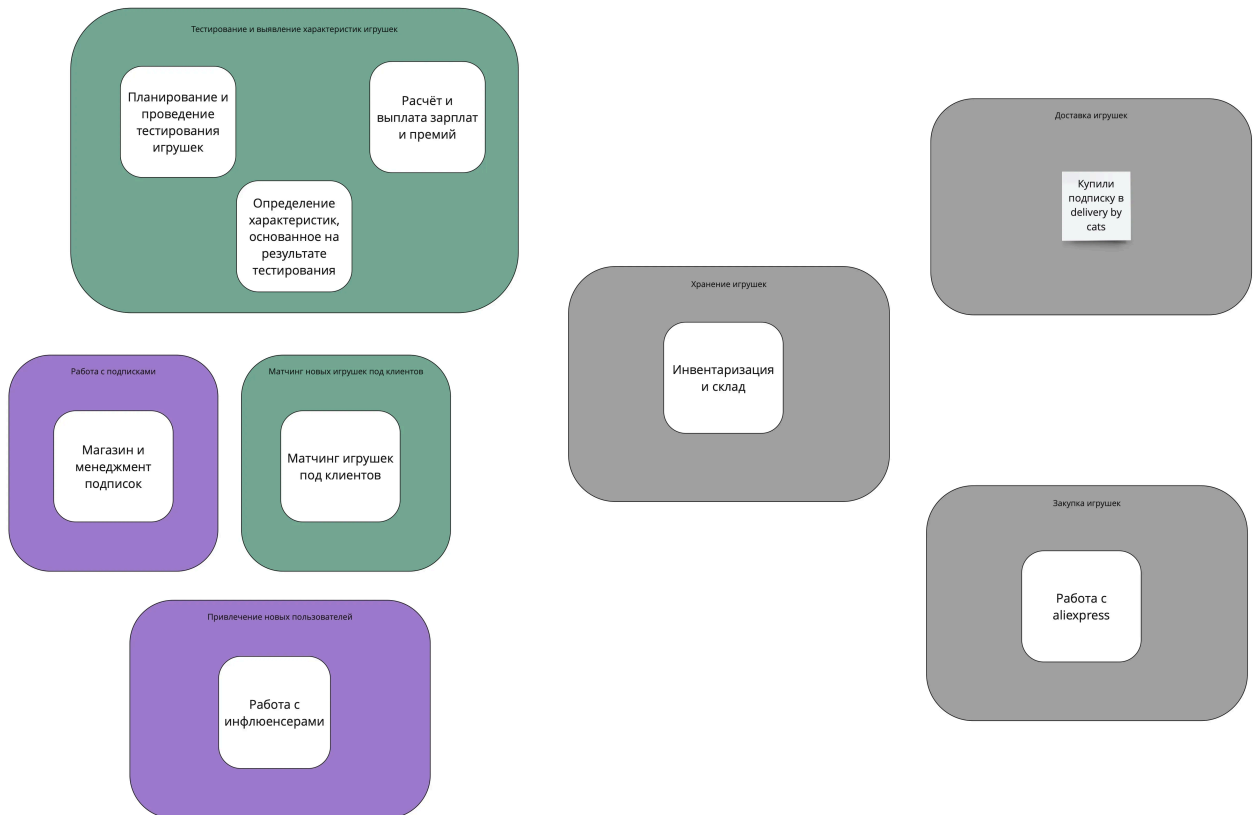 Тестирование и выявление характеристик игрушек
Планирование и
проведение
тестирования
игрушек
Расчёт и
выплата зарплат
и премий
Определение
характеристик,
основанное на
результате
тестирования
Доставка игрушек
Купили
подписку в
delivery by
cats
Хранение игрушек
Инвентаризация
и склад
Работа с подписками
Магазин и
менеджмент
подписок
Матчинг новых игрушек под клиентов
Матчинг игрушек
под клиентов
Закупка игрушек
Работа с
aliexpress
Привлечение новых пользователей
Работа с
инфлюенсерами